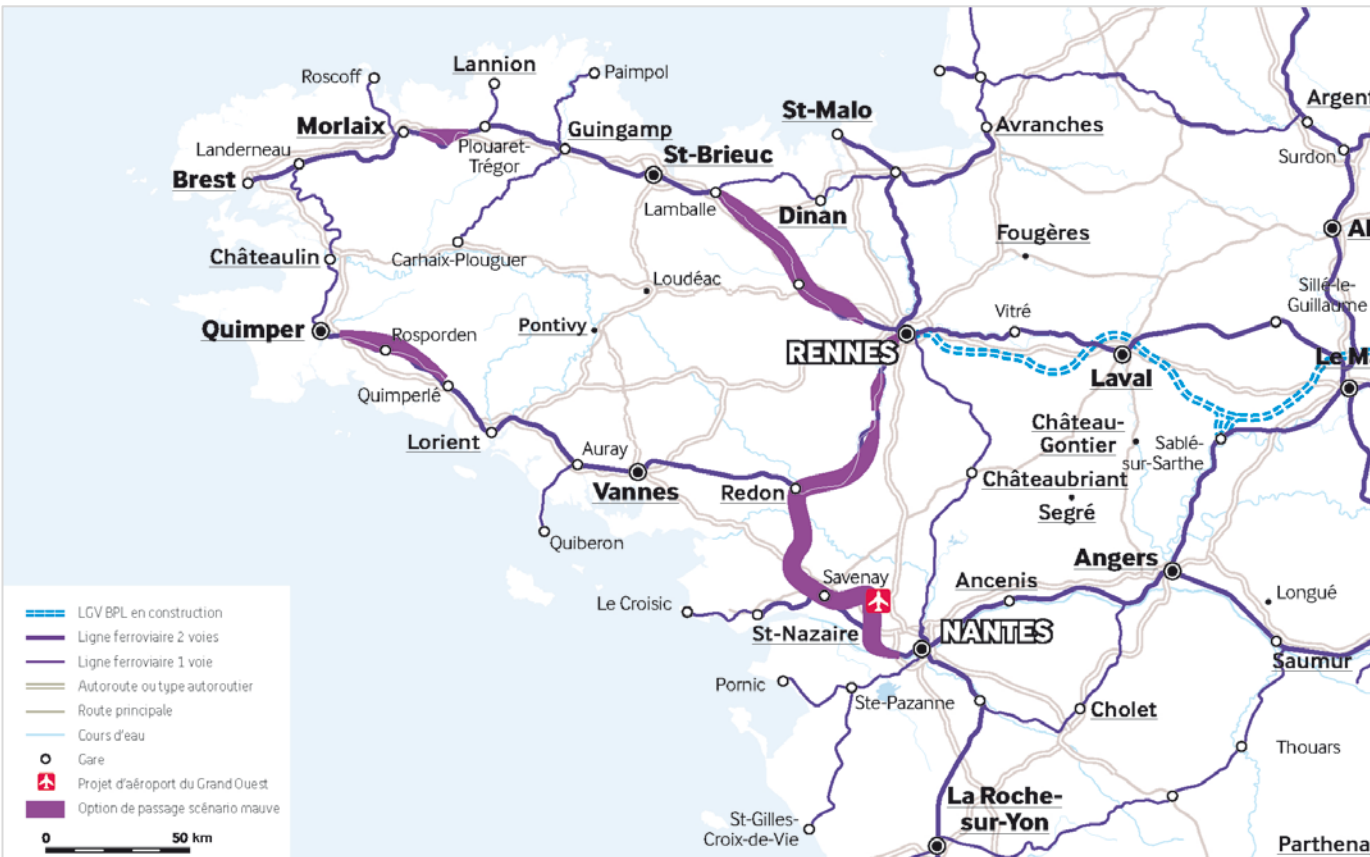 Roscoff
Lannion
Paimpol
Morlaix
Landerneau
Brest
Plouaret-
Trégor
Guingamp
St-Brieuc
Lamballe
St-Malo
Dinan
Avranches
Surdon
Fougères
Châteaulin
Carhaix-Plouguer
Loudéac
Pontivy
Quimper
Rosporden
Quimperlé
Lorient
Auray
Vannes
Quiberon
RENNES
Vitré
Laval
Sillé-le-
Guillaume
Château-
Gontier
Sablé-
sur-Sarthe
Châteaubriant
Segré
Redon
Savenay
Le Croisic
St-Nazaire
NANTES
Ancenis
Angers
Longué
Saumur
Pornic
Ste-Pazanne
Cholet
Thouars
St-Gilles-
Croix-de-Vie
La Roche-
sur-Yon
Argent
Al
Le M
Parthena
LGV BPL en construction
Ligne ferroviaire 2 voies
Ligne ferroviaire 1 voie
Autoroute ou type autoroutier
Route principale
Cours d'eau
Gare
Projet d'aéroport du Grand Ouest
Option de passage scénario mauve
0 50 km